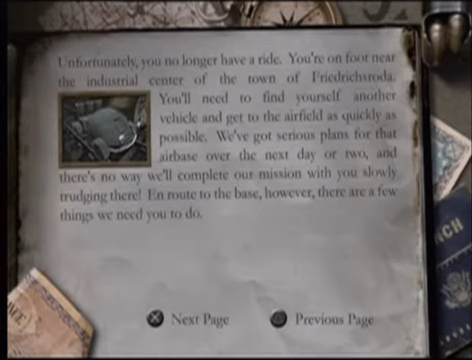 Unfortunately, you no longer have a ride. You're on foot near
the industrial center of the town of Friedrichsroda.
You'll need to find yourself another
vehicle and get to the airfield as quickly as
possible. We've got serious plans for that
airbase over the next day or two, and
there's no way we'll complete our mission with you slowly
trudging there! En route to the base, however, there are a few
things we need you to do.
Next Page
Previous Page
NCH